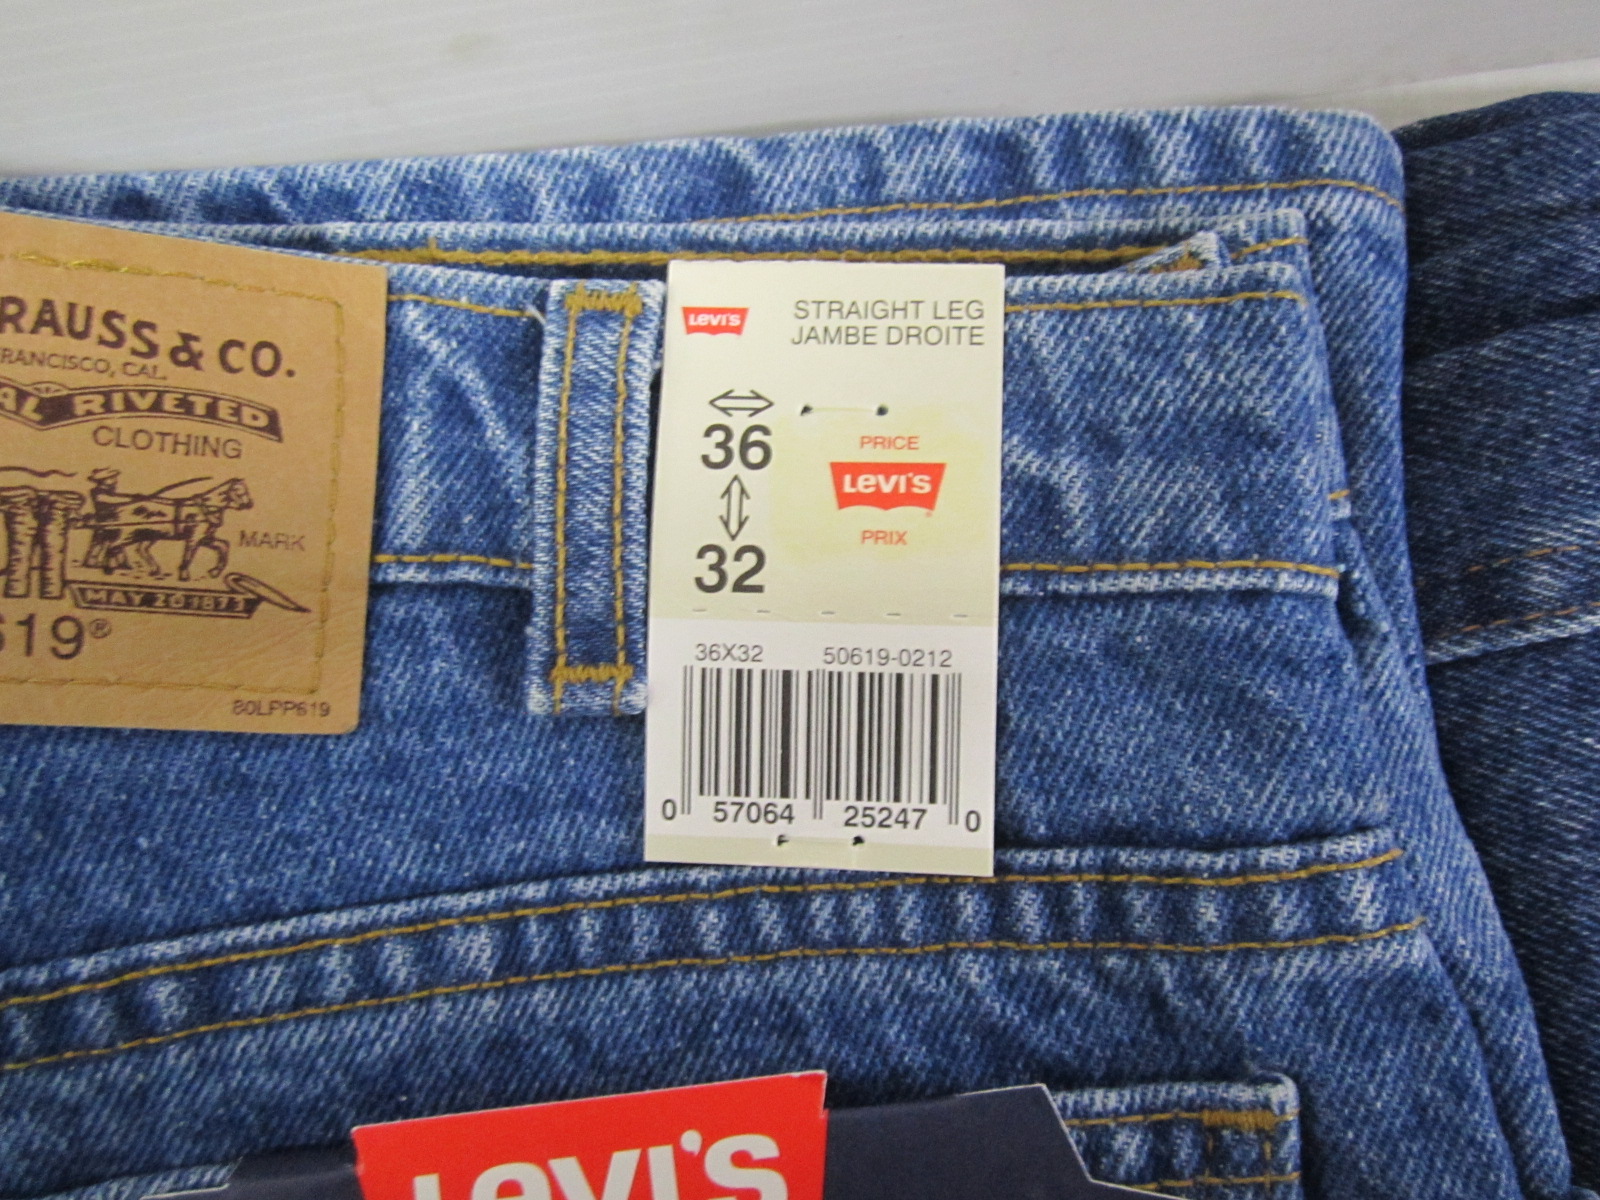 RAUSS & CO.
FRANCISCO, CAL.
AL RIVETED
CLOTHING
MARK
MAY 20 1873
619®
80LPP619
Levi's
STRAIGHT LEG
JAMBE DROITE
36
32
PRICE
Levi's
PRIX
36X32 50619-0212
0 57064 25247 0
Levi's